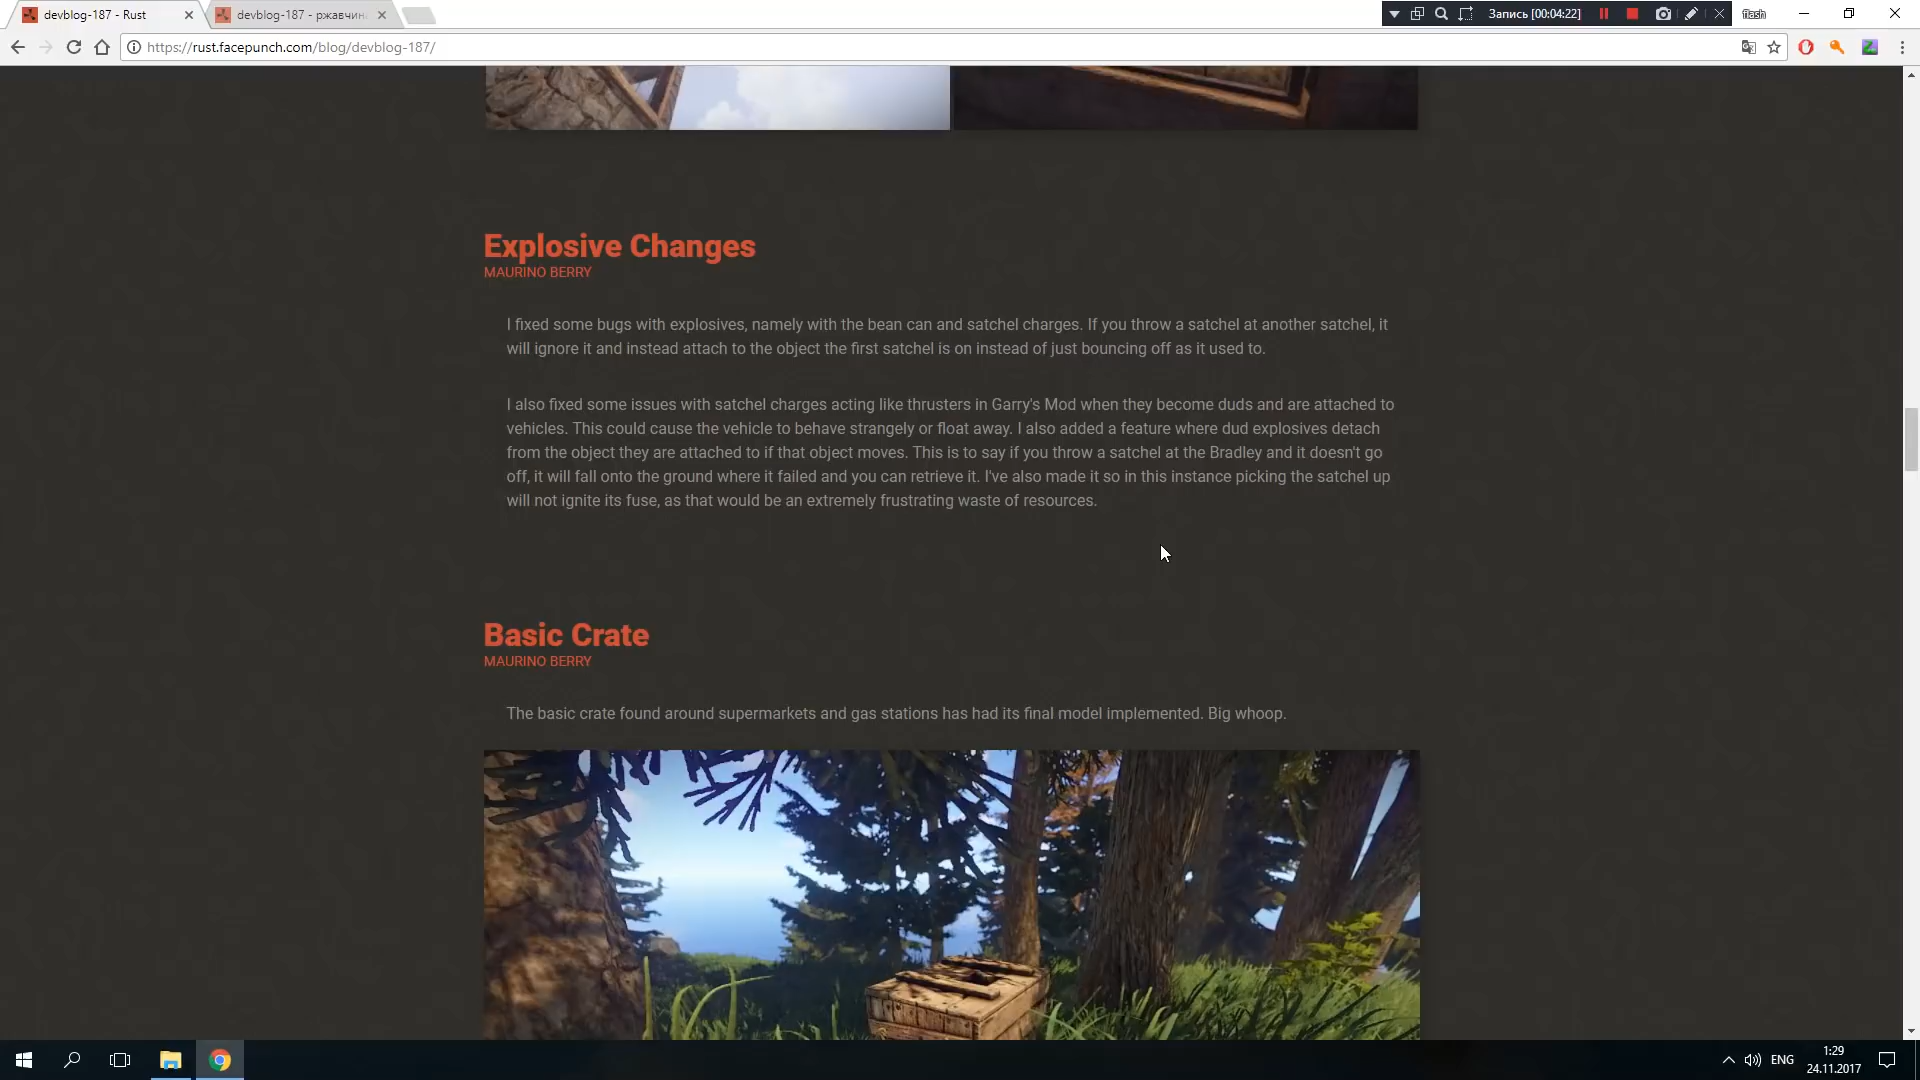 devblog-187 - Rust
devblog-187 - ржавчина
Запись [00:04:22]
flash
https://rust.facepunch.com/blog/devblog-187/
Explosive Changes
MAURINO BERRY
I fixed some bugs with explosives, namely with the bean can and satchel charges. If you throw a satchel at another satchel, it
will ignore it and instead attach to the object the first satchel is on instead of just bouncing off as it used to.
I also fixed some issues with satchel charges acting like thrusters in Garry's Mod when they become duds and are attached to
vehicles. This could cause the vehicle to behave strangely or float away. I also added a feature where dud explosives detach
from the object they are attached to if that object moves. This is to say if you throw a satchel at the Bradley and it doesn't go
off, it will fall onto the ground where it failed and you can retrieve it. I've also made it so in this instance picking the satchel up
will not ignite its fuse, as that would be an extremely frustrating waste of resources.
Basic Crate
MAURINO BERRY
The basic crate found around supermarkets and gas stations has had its final model implemented. Big whoop.
ENG
1:29
24.11.2017